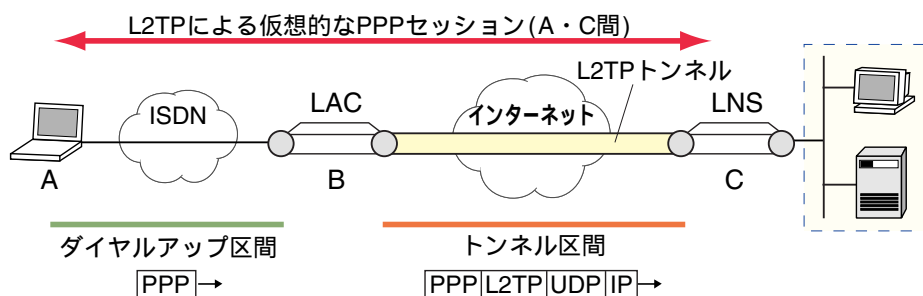 L2TPによる仮想的なPPPセッション(A・C間)
L2TPトンネル
ISDN
LAC
インターネット
LNS
A
B
C
ダイヤルアップ区間
トンネル区間
PPP
PPP L2TP UDP IP